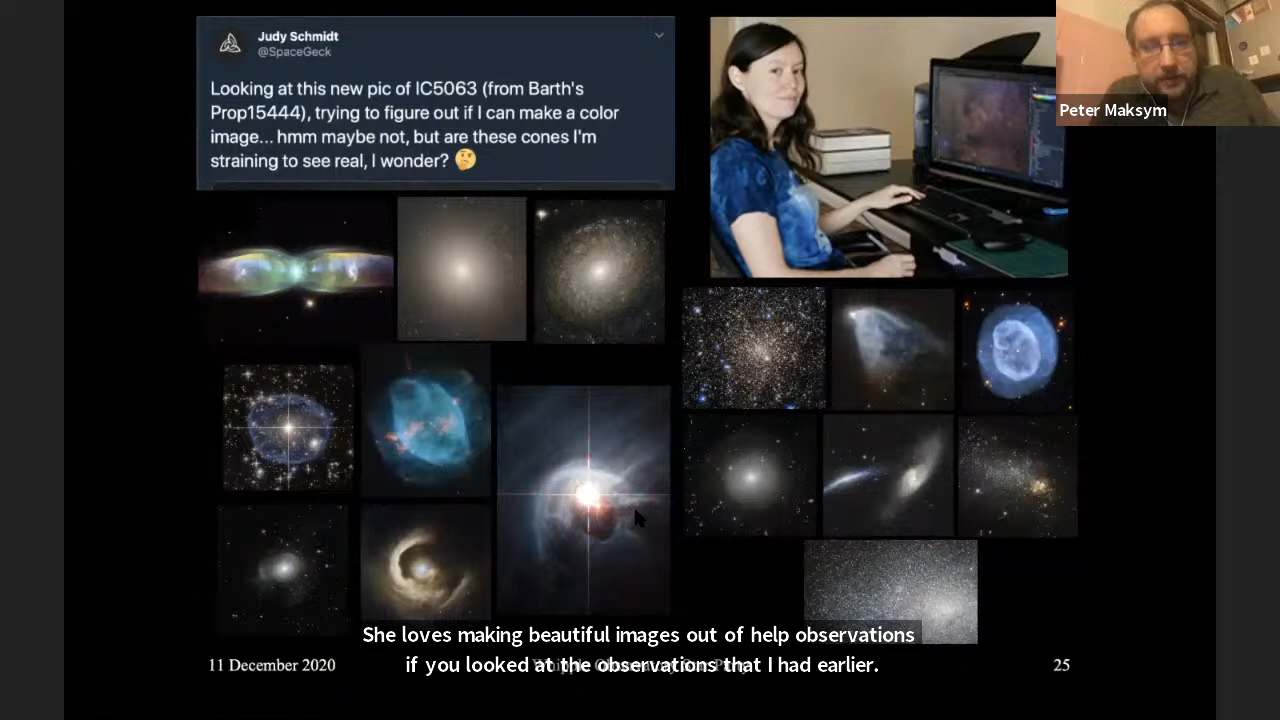 Judy Schmidt
@SpaceGeck
Looking at this new pic of IC5063 (from Barth's
Prop15444), trying to figure out if I can make a color
image... hmm maybe not, but are these cones I'm
straining to see real, I wonder? 🤔
Peter Maksym
She loves making beautiful images out of help observations
if you looked at the observations that I had earlier.
11 December 2020
25